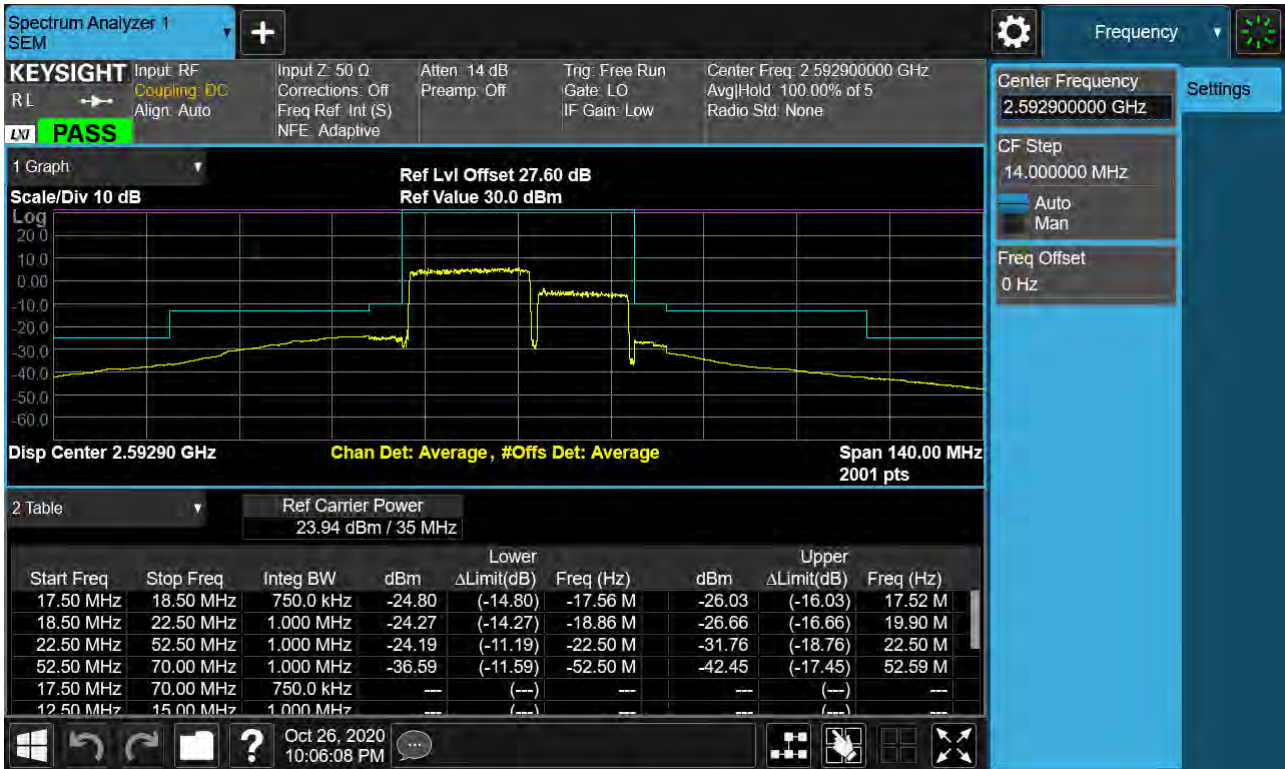 Spectrum Analyzer 1
SEM
Frequency
KEYSIGHT
R L
LXI
PASS
Input: RF
Coupling: DC
Align: Auto
Input Z: 50 Ω
Corrections: Off
Freq Ref: Int (S)
NFE: Adaptive
Atten: 14 dB
Preamp: Off
Trig: Free Run
Gate: LO
IF Gain: Low
Center Freq: 2.592900000 GHz
Avg|Hold: 100.00% of 5
Radio Std: None
Center Frequency
2.592900000 GHz
Settings
CF Step
14.000000 MHz
Auto
Man
Freq Offset
0 Hz
1 Graph
Scale/Div 10 dB
Ref Lvl Offset 27.60 dB
Ref Value 30.0 dBm
Log
20.0
10.0
0.00
-10.0
-20.0
-30.0
-40.0
-50.0
-60.0
Disp Center 2.59290 GHz
Chan Det: Average, #Offs Det: Average
Span 140.00 MHz
2001 pts
2 Table
Ref Carrier Power
23.94 dBm / 35 MHz
Lower Upper
Start Freq Stop Freq Integ BW dBm ΔLimit(dB) Freq (Hz) dBm ΔLimit(dB) Freq (Hz)
17.50 MHz 18.50 MHz 750.0 kHz -24.80 (-14.80) -17.56 M -26.03 (-16.03) 17.52 M
18.50 MHz 22.50 MHz 1.000 MHz -24.27 (-14.27) -18.86 M -26.66 (-16.66) 19.90 M
22.50 MHz 52.50 MHz 1.000 MHz -24.19 (-11.19) -22.50 M -31.76 (-18.76) 22.50 M
52.50 MHz 70.00 MHz 1.000 MHz -36.59 (-11.59) -52.50 M -42.45 (-17.45) 52.59 M
17.50 MHz 70.00 MHz 750.0 kHz --- (---) --- --- (---) ---
12.50 MHz 15.00 MHz 1.000 MHz --- (---) --- --- (---) ---
Oct 26, 2020
10:06:08 PM